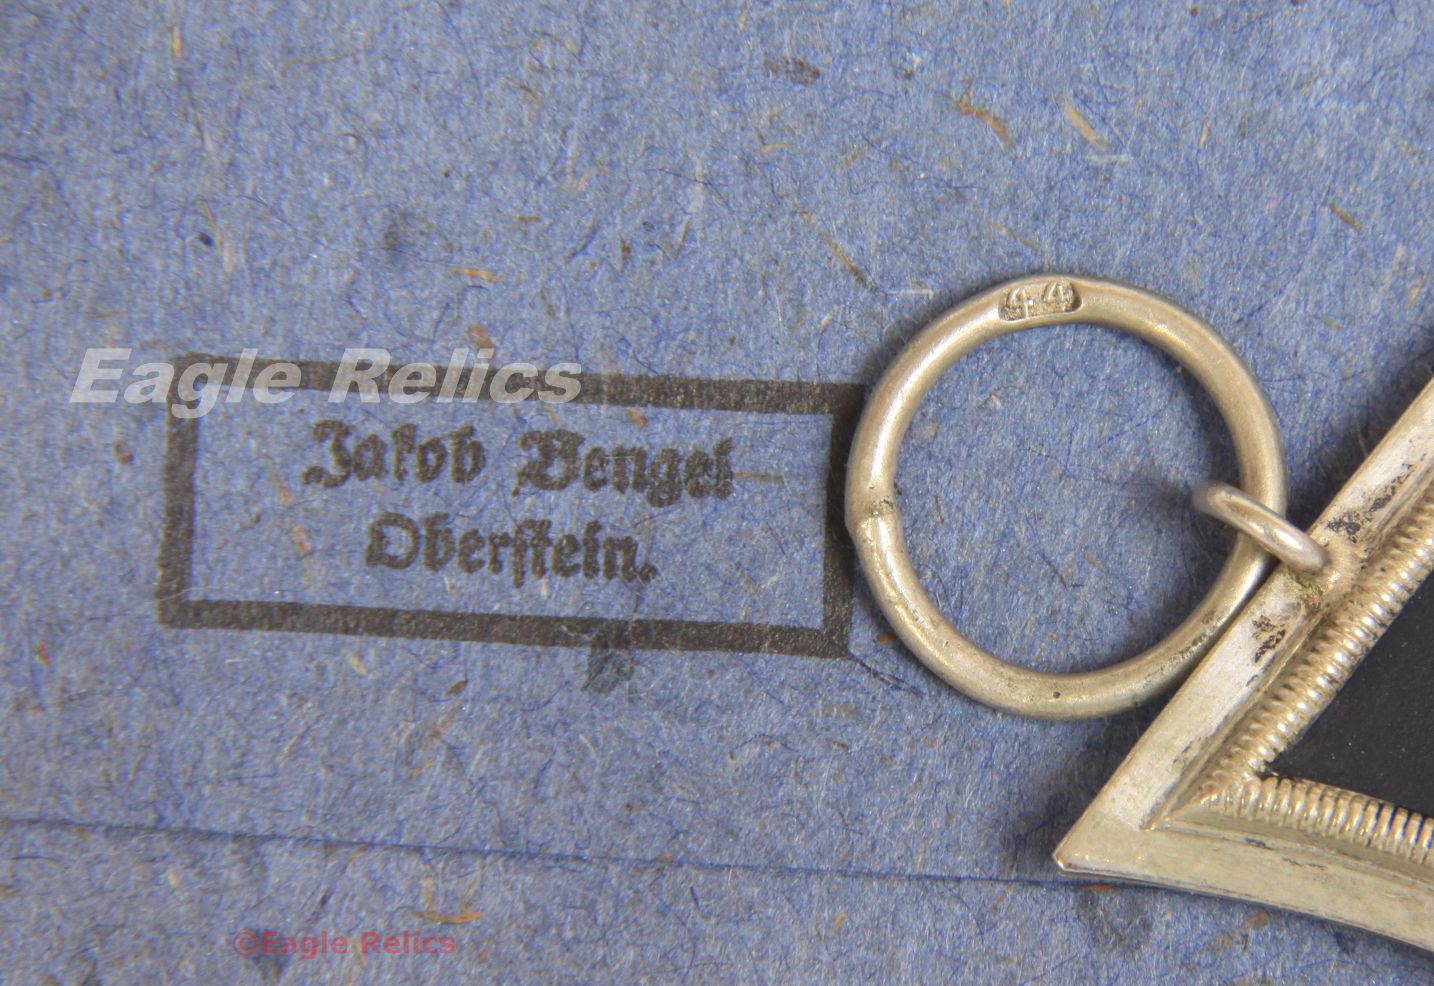 44
Eagle Relics
Jakob Bengel
Oberstein.
©Eagle Relics